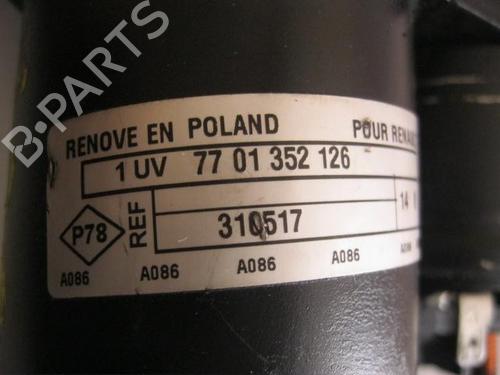 B-PARTS
RENOVE EN POLAND POUR RENAU
1 UV 77 01 352 126
P78 REF 310517 14
A086 A086 A086 A086 A086